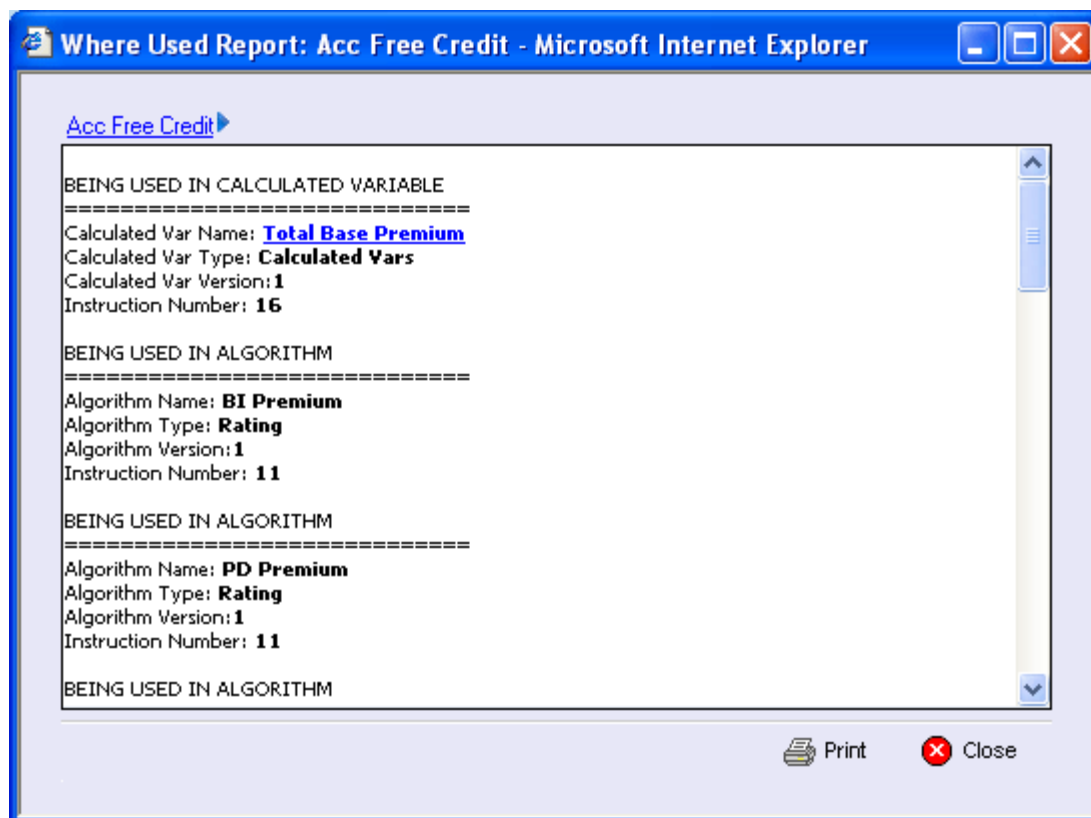 Where Used Report: Acc Free Credit - Microsoft Internet Explorer
Acc Free Credit
BEING USED IN CALCULATED VARIABLE
=============================
Calculated Var Name: Total Base Premium
Calculated Var Type: Calculated Vars
Calculated Var Version:1
Instruction Number: 16
BEING USED IN ALGORITHM
=============================
Algorithm Name: BI Premium
Algorithm Type: Rating
Algorithm Version:1
Instruction Number: 11
BEING USED IN ALGORITHM
=============================
Algorithm Name: PD Premium
Algorithm Type: Rating
Algorithm Version:1
Instruction Number: 11
BEING USED IN ALGORITHM
Print Close